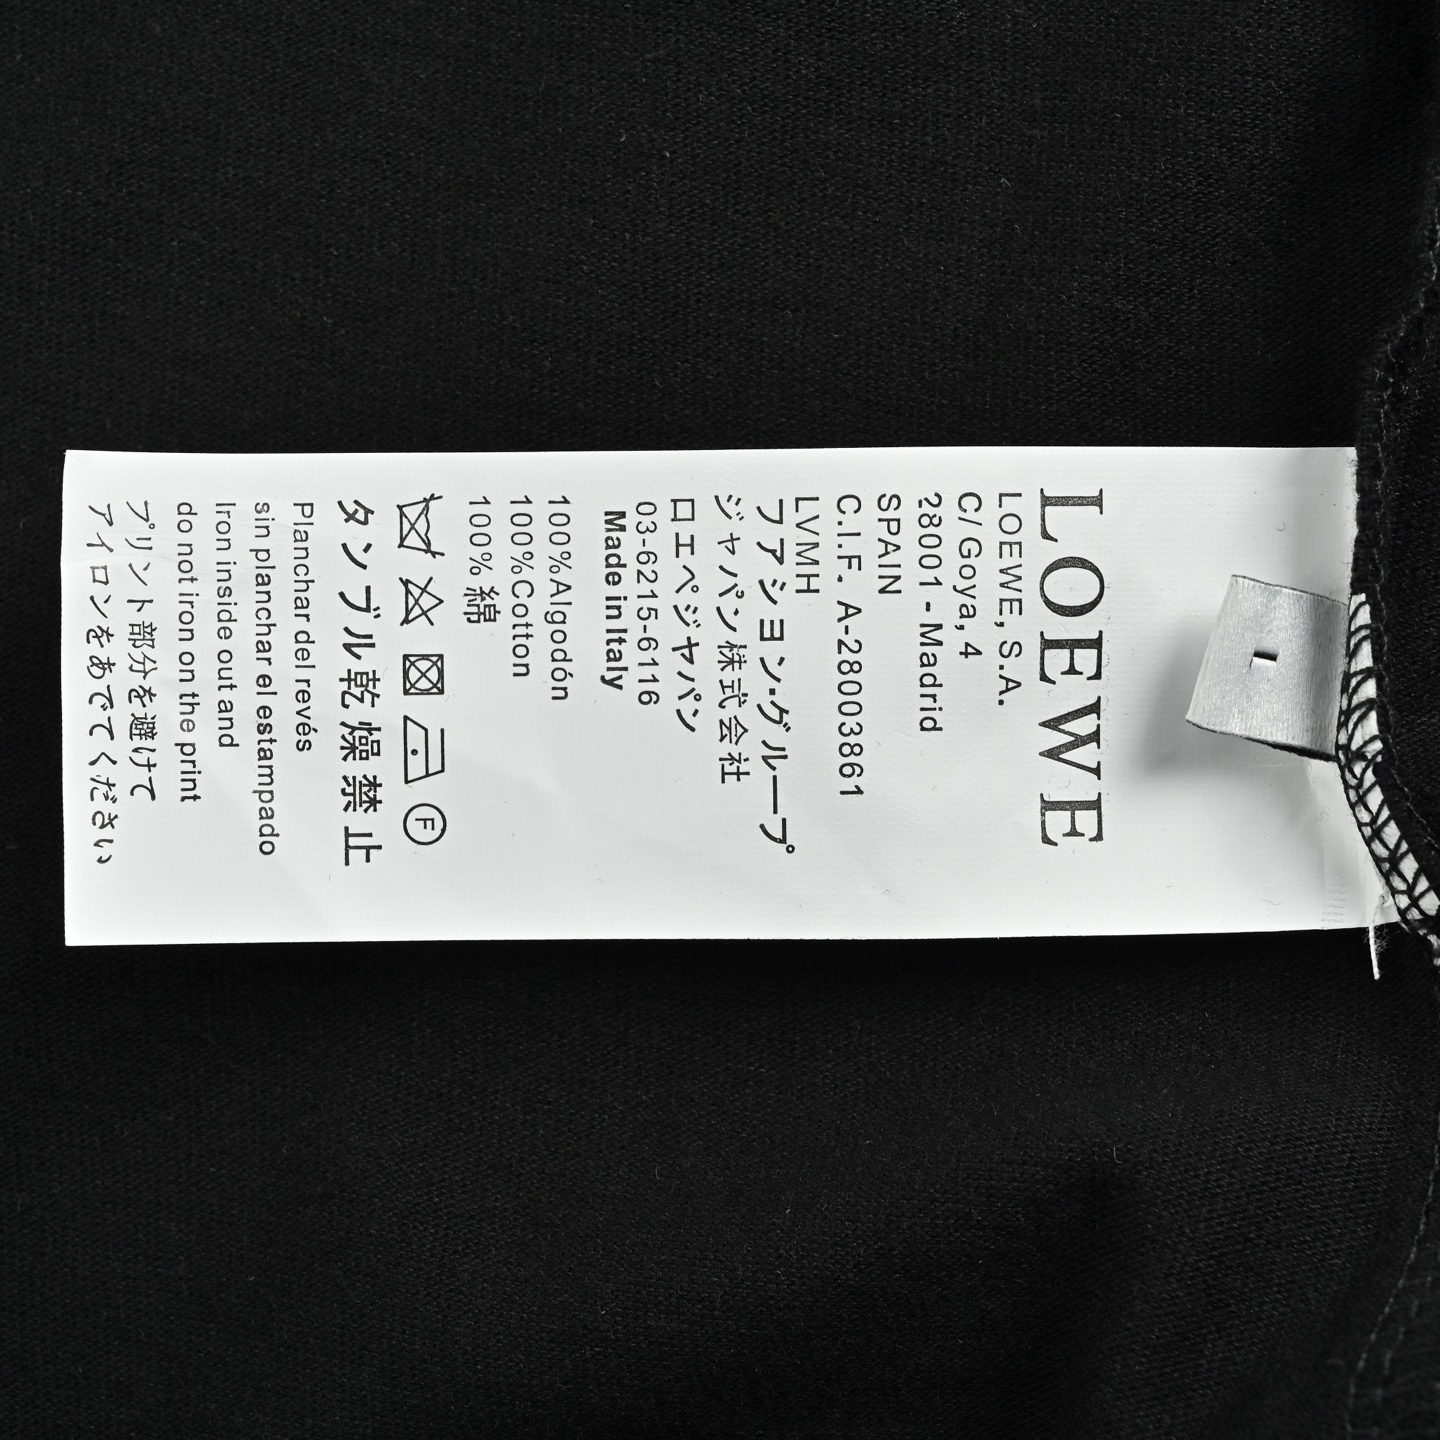 LOEWE
LOEWE, S.A.
C/ Goya, 4
28001 - Madrid
SPAIN
C.I.F. A-28003861
LVMH
ファション･グループ
ジャパン株式会社
ロエベジャパン
03-6215-6116
Made in Italy
100%Algodón
100%Cotton
100%綿
F
タンブル乾燥禁止
Planchar del revés
sin planchar el estampado
Iron inside out and
do not iron on the print
プリント部分を避けて
アイロンをあでてください